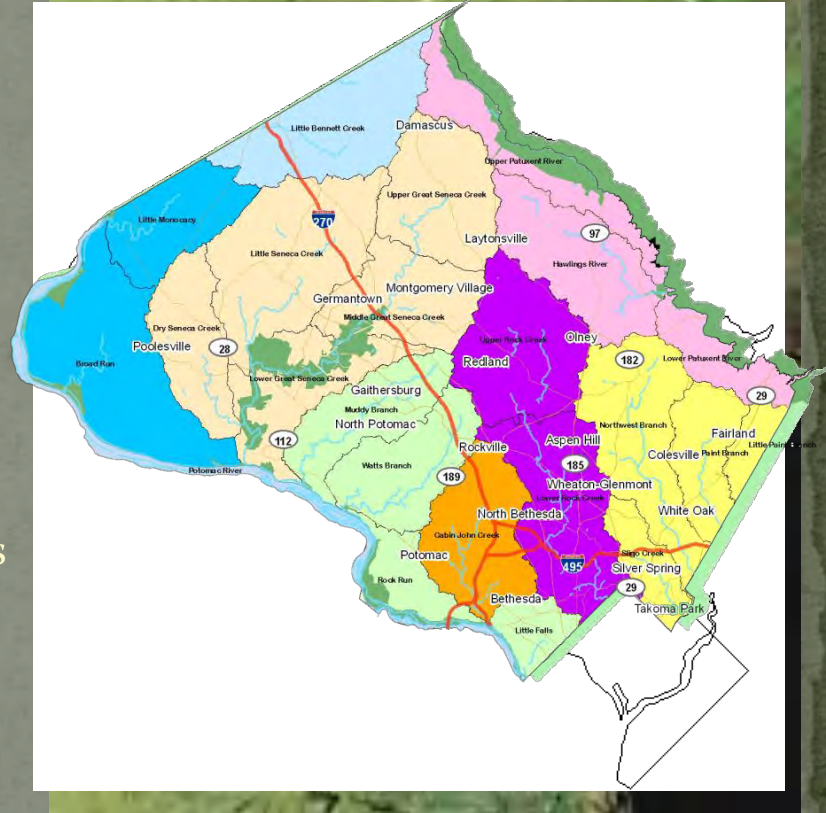 Little Bennett Creek
Damascus
Upper Patuxent River
Upper Great Seneca Creek
Little Monocacy
270
97
Laytonsville
Little Seneca Creek
Hawlings River
Montgomery Village
Germantown
Middle Great Seneca Creek
Dry Seneca Creek
Upper Rock Creek
Olney
Poolesville
28
182
Lower Patuxent River
Broad Run
Redland
Lower Great Seneca Creek
Gaithersburg
29
Muddy Branch
North Potomac
Northwest Branch
Fairland
112
Rockville
Aspen Hill
Colesville
Paint Branch
Little Paint Branch
Watts Branch
185
Potomac River
189
Wheaton-Glenmont
Lower Rock Creek
North Bethesda
White Oak
Cabin John Creek
Potomac
Sligo Creek
495
Silver Spring
Rock Run
29
Bethesda
Takoma Park
Little Falls
s